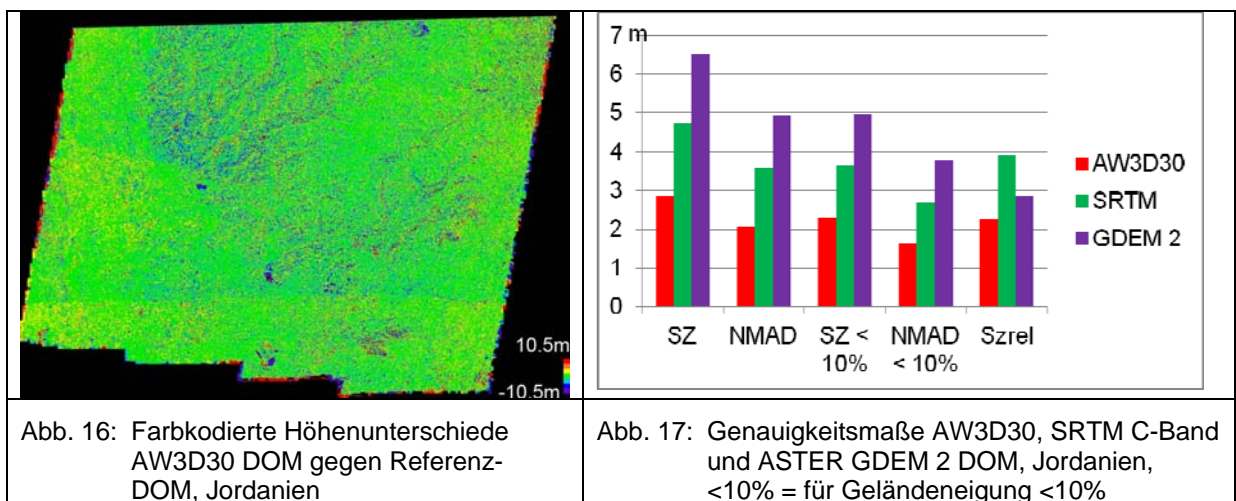 10.5m
-10.5m
7 m
6
5
4
3
2
1
0
SZ
NMAD
SZ <
10%
NMAD
< 10%
Szrel
AW3D30
SRTM
GDEM 2
Abb. 16: Farbkodierte Höhenunterschiede
AW3D30 DOM gegen Referenz-
DOM, Jordanien
Abb. 17: Genauigkeitsmaße AW3D30, SRTM C-Band
und ASTER GDEM 2 DOM, Jordanien,
<10% = für Geländeneigung <10%